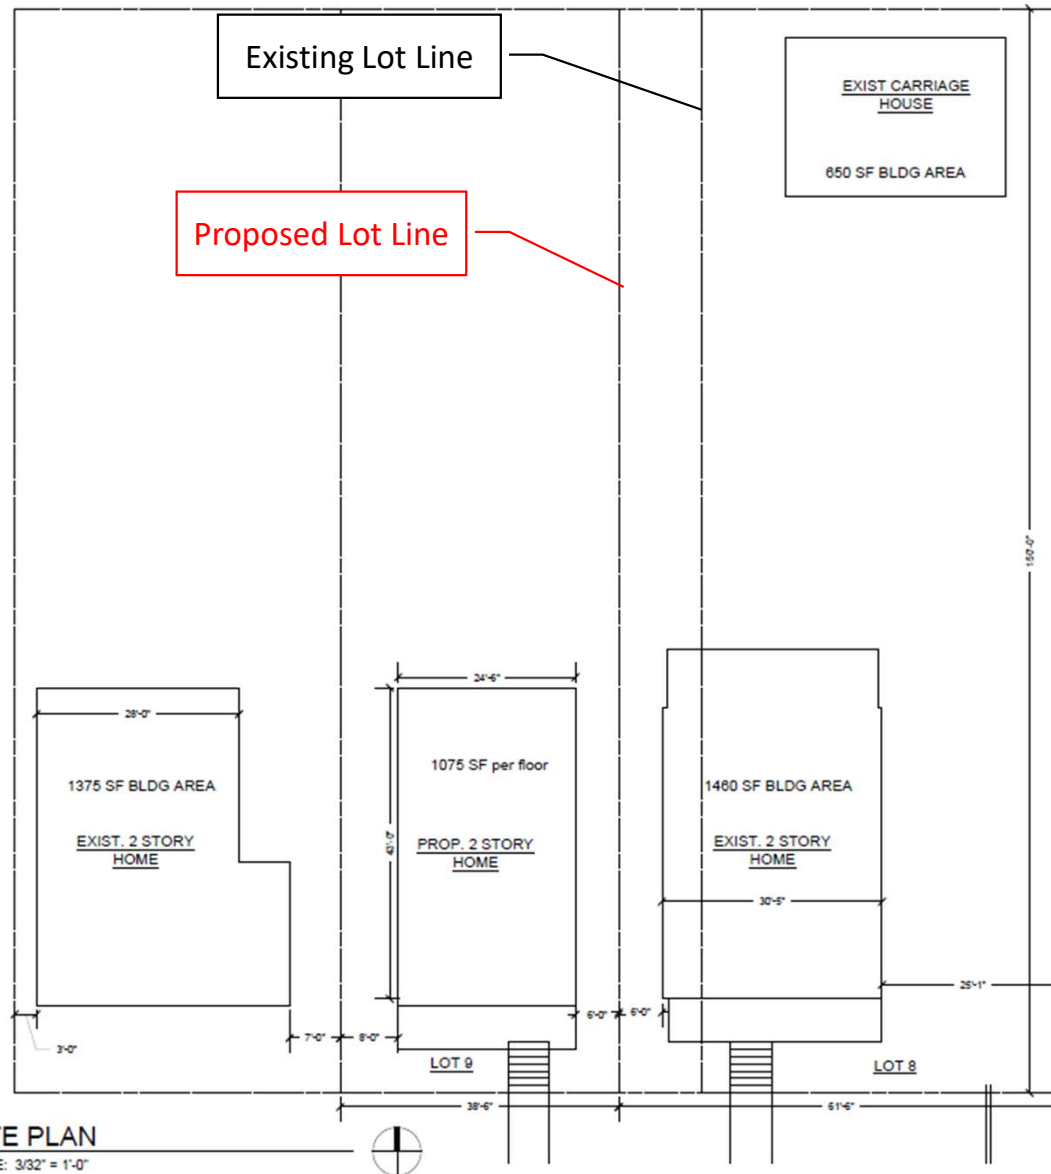 Existing Lot Line
EXIST CARRIAGE
HOUSE
650 SF BLDG AREA
Proposed Lot Line
150'-0"
24'-6"
28'-0"
1075 SF per floor
1375 SF BLDG AREA
1460 SF BLDG AREA
43'-0"
EXIST. 2 STORY
HOME
PROP. 2 STORY
HOME
EXIST. 2 STORY
HOME
30'-5"
25'-1"
6'-0"
6'-0"
7'-0"
8'-0"
3'-0"
LOT 9
LOT 8
38'-6"
61'-6"
TE PLAN
E: 3/32" = 1'-0"